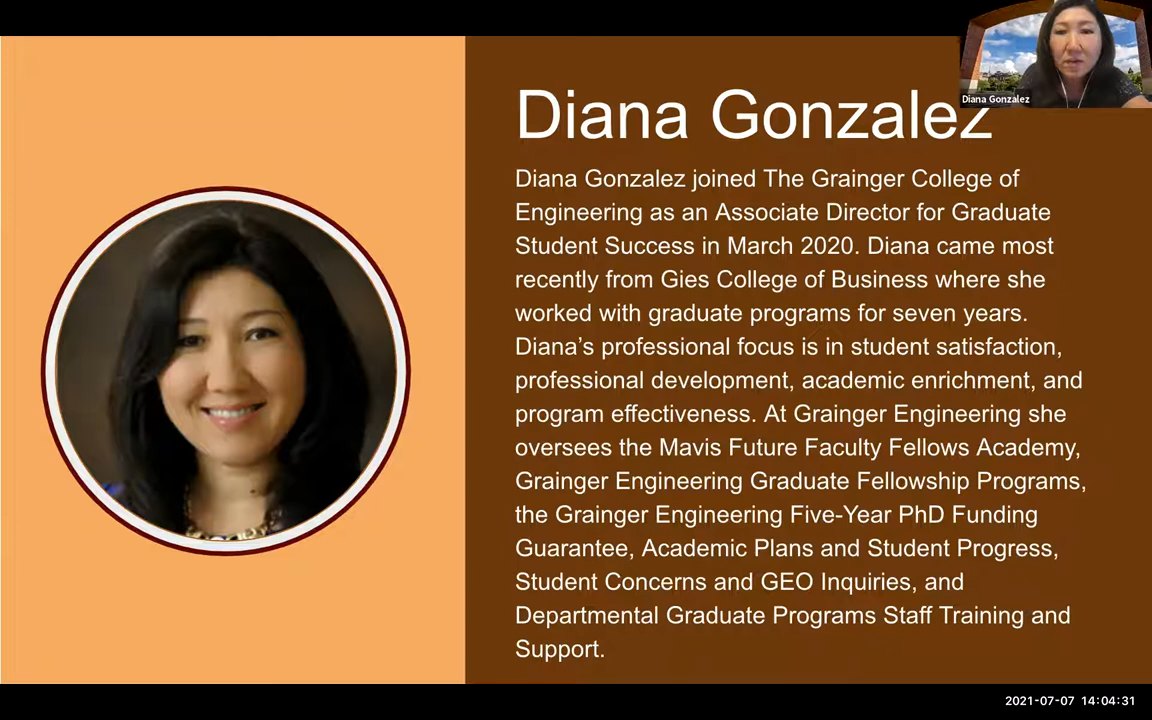 Diana Gonzalez
Diana Gonzalez
Diana Gonzalez joined The Grainger College of
Engineering as an Associate Director for Graduate
Student Success in March 2020. Diana came most
recently from Gies College of Business where she
worked with graduate programs for seven years.
Diana’s professional focus is in student satisfaction,
professional development, academic enrichment, and
program effectiveness. At Grainger Engineering she
oversees the Mavis Future Faculty Fellows Academy,
Grainger Engineering Graduate Fellowship Programs,
the Grainger Engineering Five-Year PhD Funding
Guarantee, Academic Plans and Student Progress,
Student Concerns and GEO Inquiries, and
Departmental Graduate Programs Staff Training and
Support.
2021-07-07 14:04:31